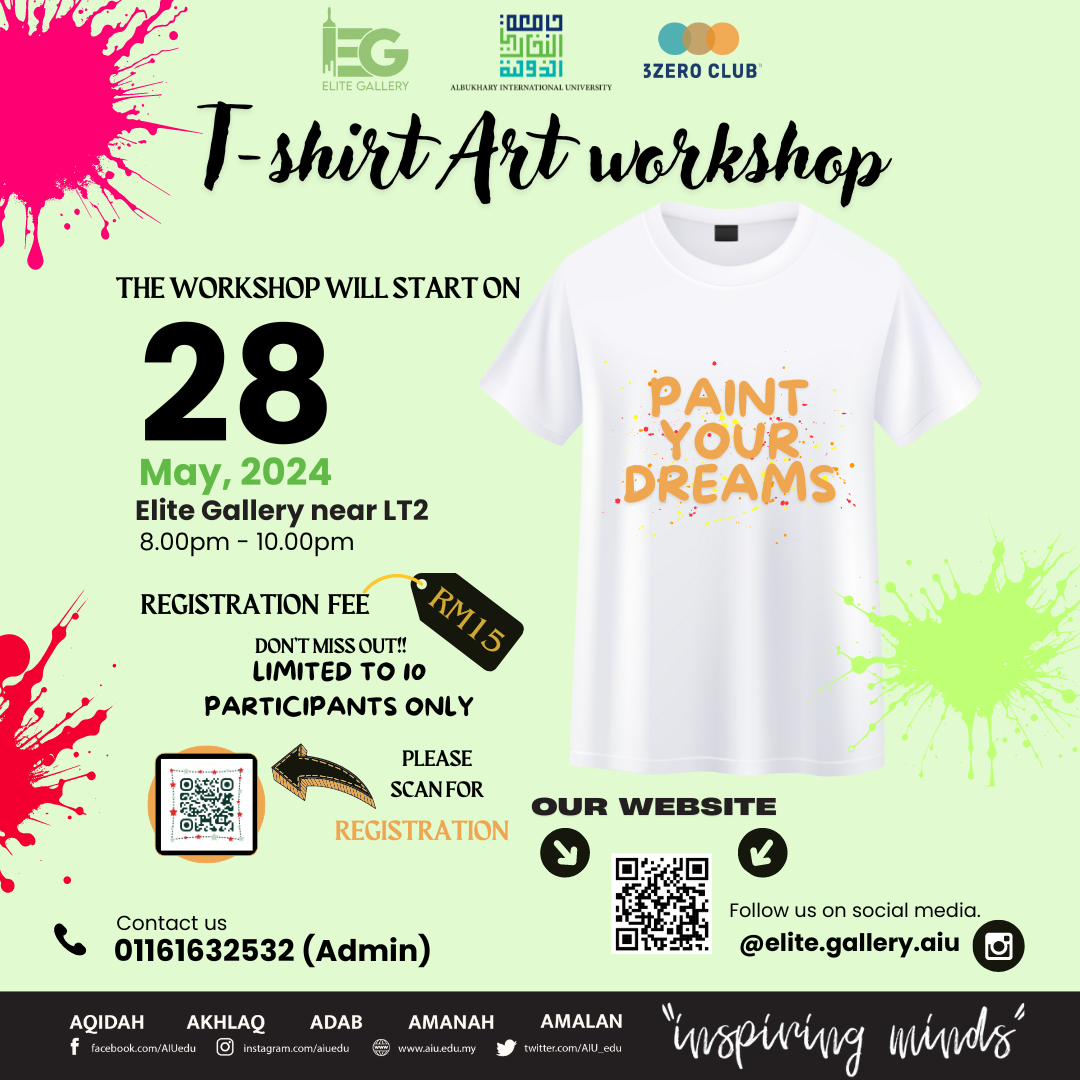 EG
ELITE GALLERY
جامعة
البخاري
الدولية
ALBUKHARY INTERNATIONAL UNIVERSITY
3ZERO CLUB
T-shirt Art workshop
THE WORKSHOP WILL START ON
28
May, 2024
Elite Gallery near LT2
8.00pm - 10.00pm
PAINT
YOUR
DREAMS
REGISTRATION FEE
RM15
DON'T MISS OUT!!
LIMITED TO 10
PARTICIPANTS ONLY
PLEASE
SCAN FOR
REGISTRATION
OUR WEBSITE
Contact us
01161632532 (Admin)
Follow us on social media.
@elite.gallery.aiu
AQIDAH AKHLAQ ADAB AMANAH AMALAN
facebook.com/AIUedu instagram.com/aiuedu www.aiu.edu.my twitter.com/AIU_edu
"inspiring minds"